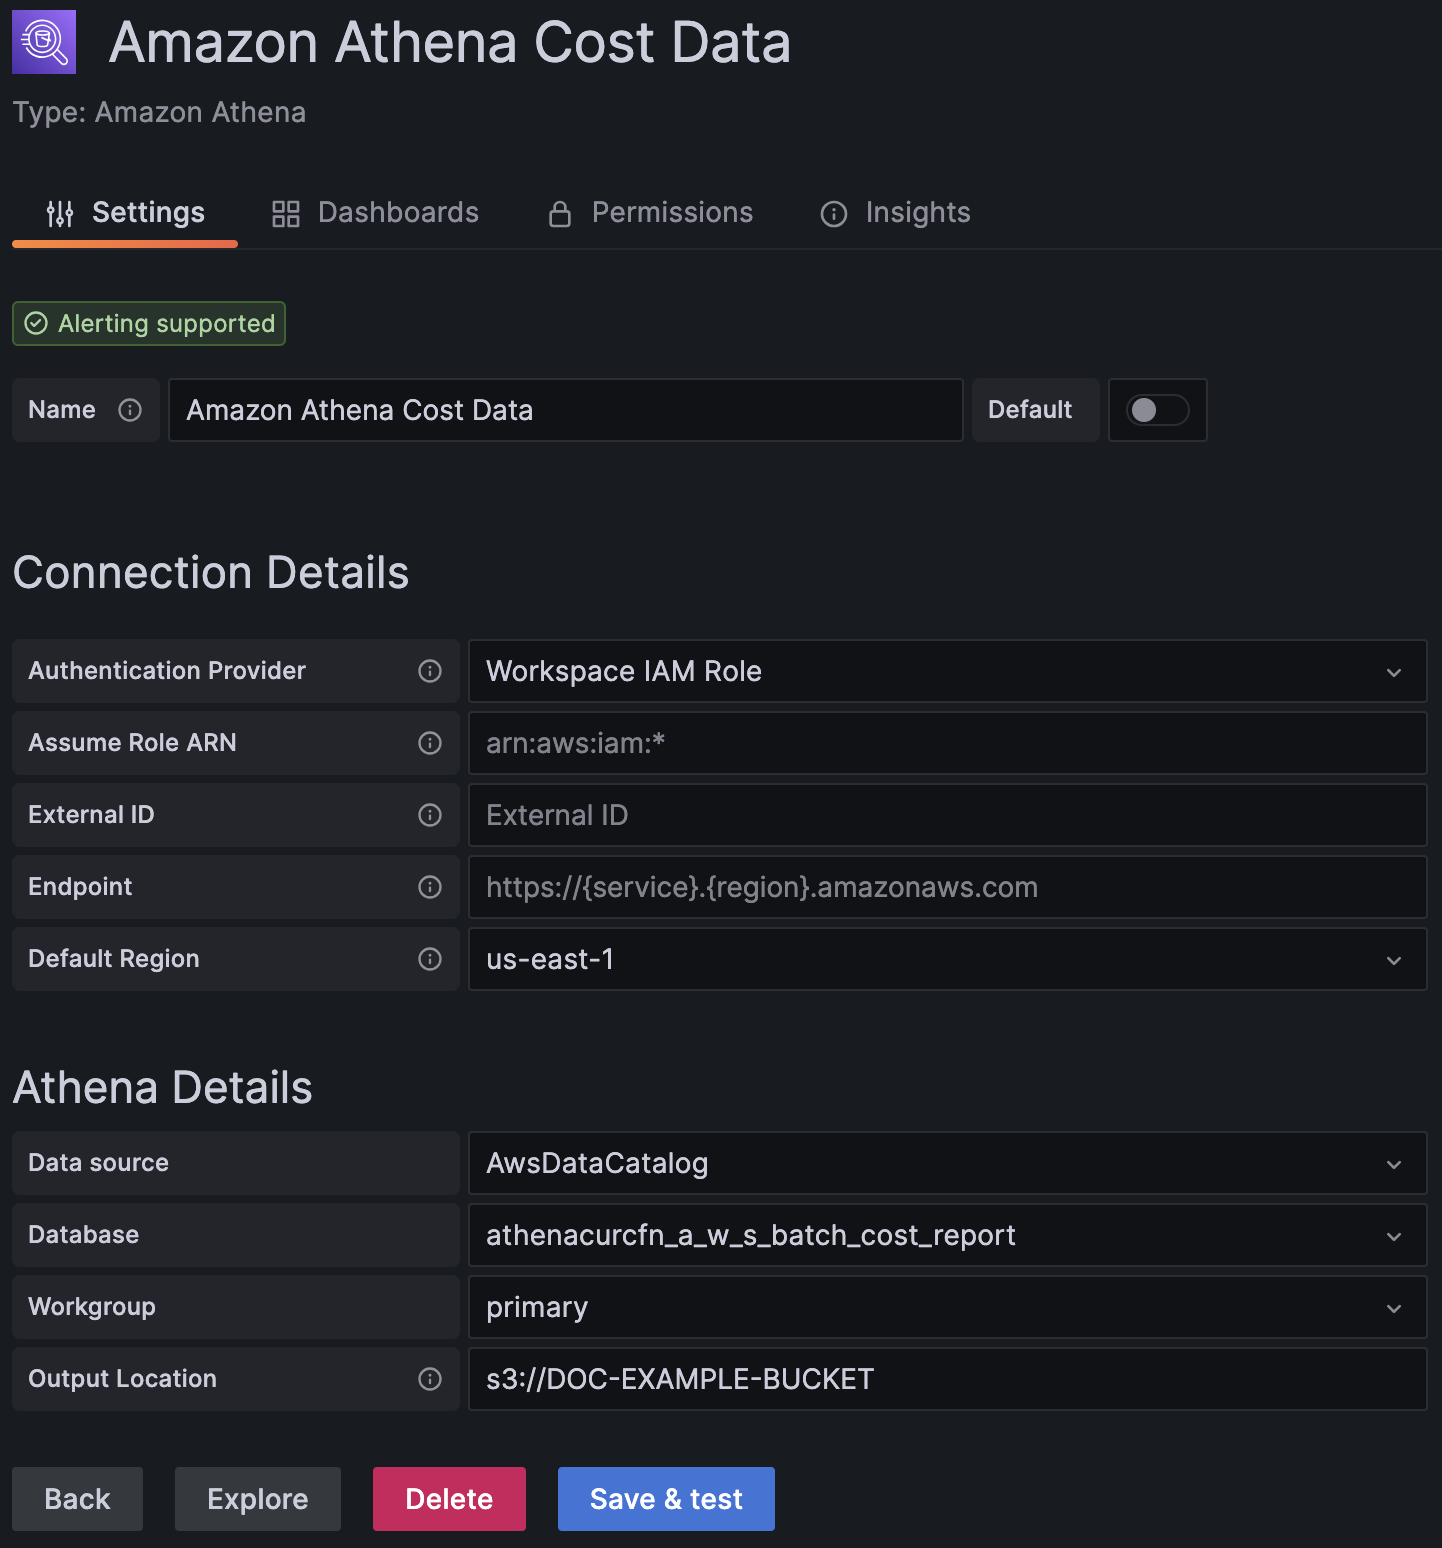 Amazon Athena Cost Data
Type: Amazon Athena
Settings Dashboards Permissions Insights
Alerting supported
Name Amazon Athena Cost Data Default
Connection Details
Authentication Provider Workspace IAM Role
Assume Role ARN arn:aws:iam:*
External ID External ID
Endpoint https://{service}.{region}.amazonaws.com
Default Region us-east-1
Athena Details
Data source AwsDataCatalog
Database athenacurcfn_a_w_s_batch_cost_report
Workgroup primary
Output Location s3://DOC-EXAMPLE-BUCKET
Back Explore Delete Save & test